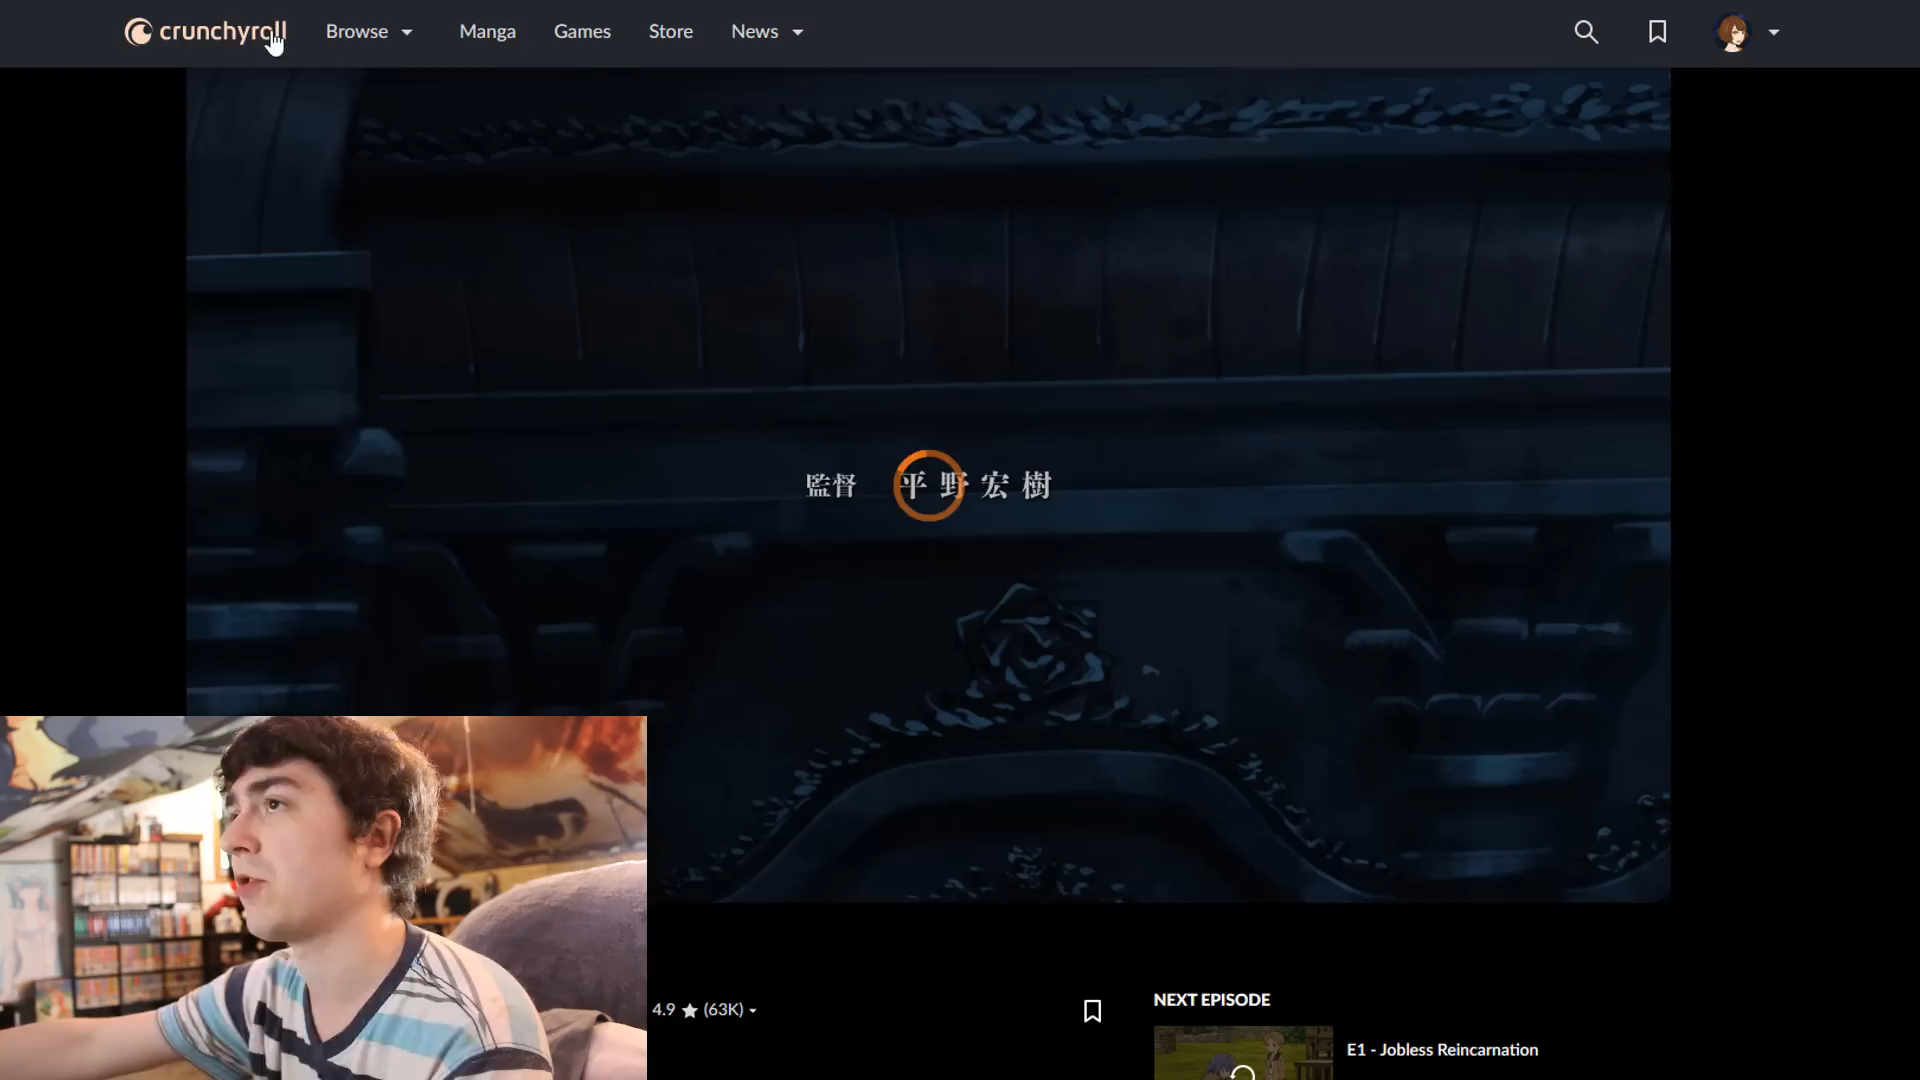 crunchyroll Browse Manga Games Store News
監督 平野宏樹
4.9 ★ (63K)
NEXT EPISODE
E1 - Jobless Reincarnation